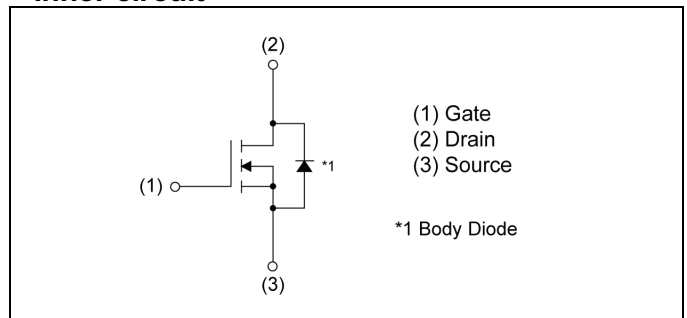 Inner circuit
(2)
(1) Gate
(2) Drain
(3) Source
*1
(1)
*1 Body Diode
(3)